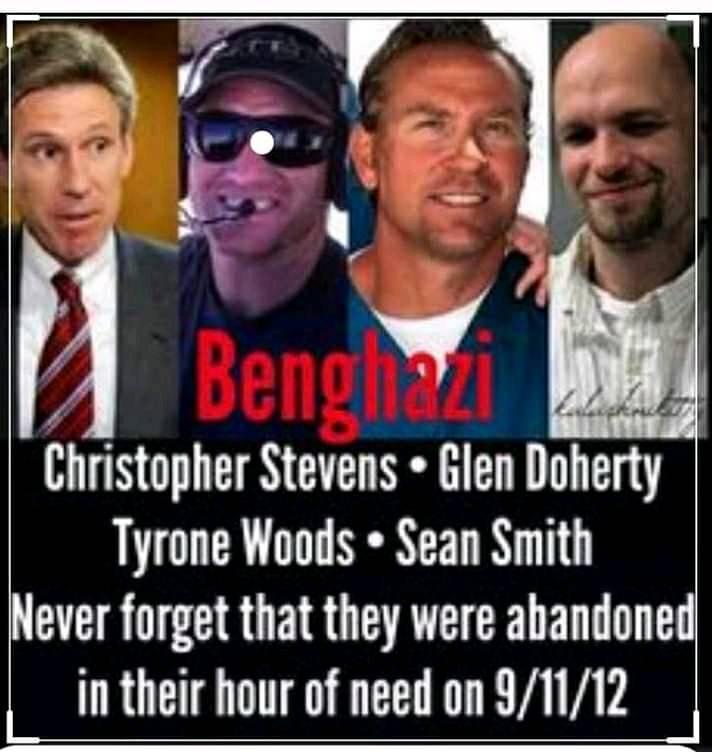 Benghazi
Christopher Stevens • Glen Doherty
Tyrone Woods • Sean Smith
Never forget that they were abandoned
in their hour of need on 9/11/12